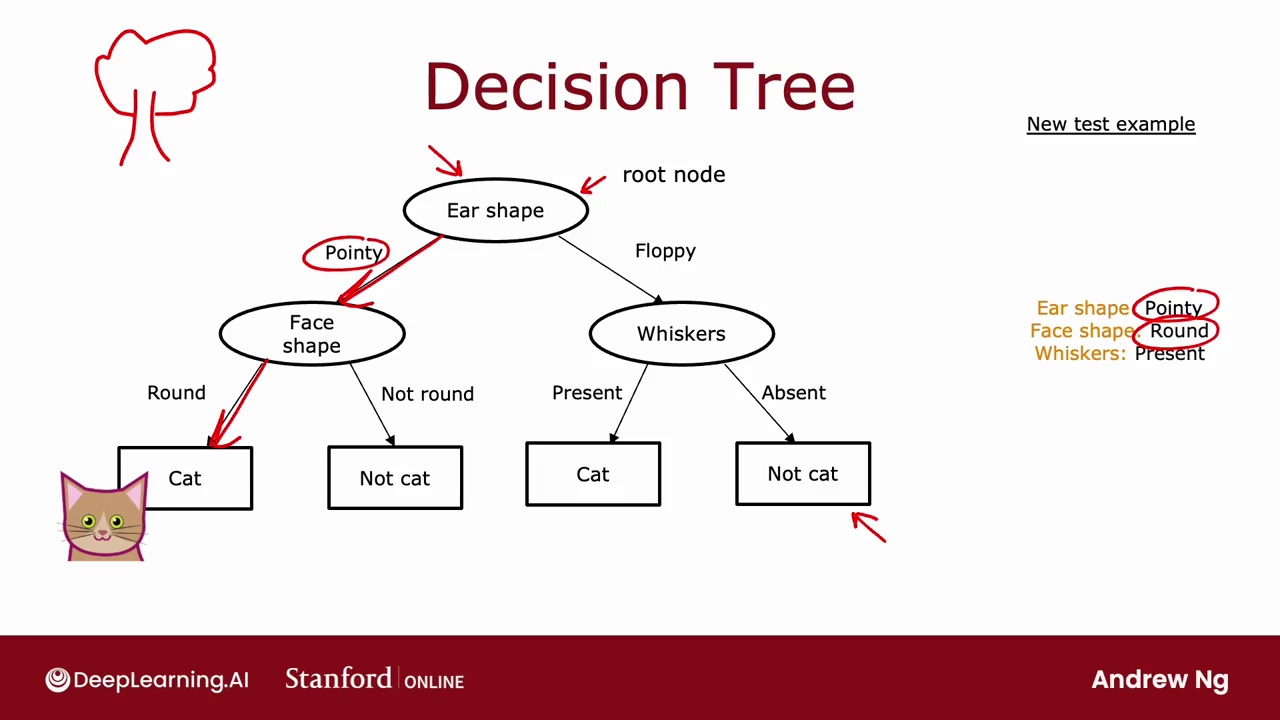 Decision Tree
New test example
root node
Ear shape
Pointy
Floppy
Face
shape
Whiskers
Ear shape: Pointy
Face shape: Round
Whiskers: Present
Round
Not round
Present
Absent
Cat
Not cat
Cat
Not cat
DeepLearning.AI
Stanford ONLINE
Andrew Ng